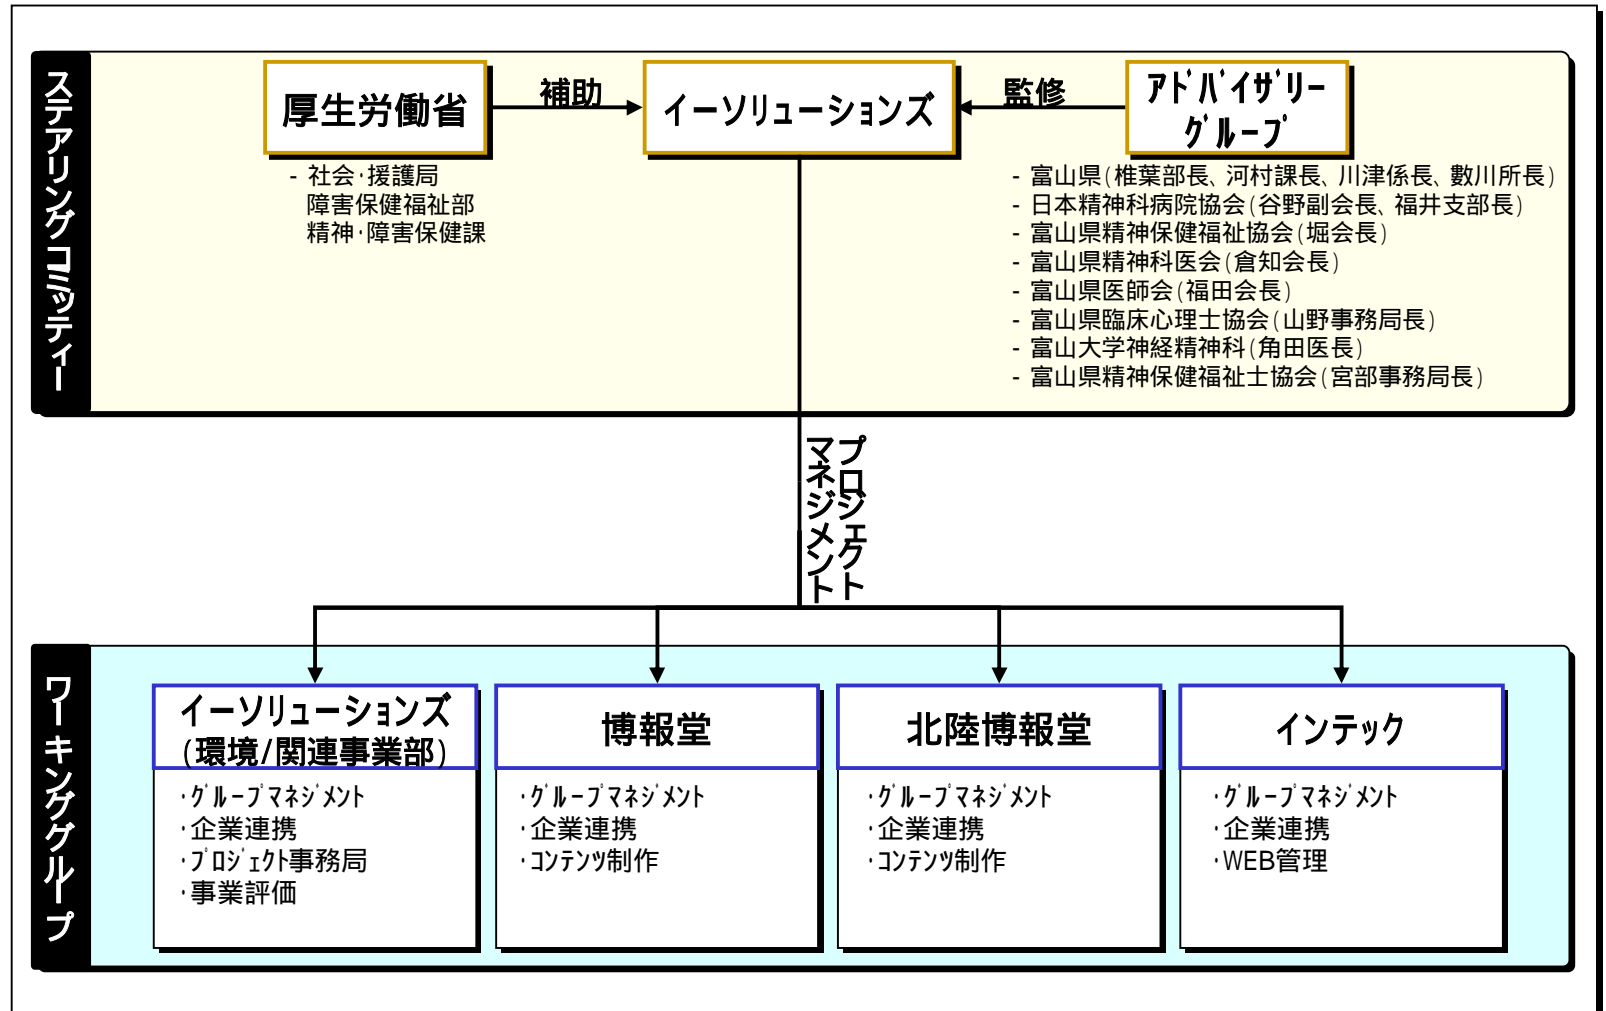 ステアリングコミッティー
厚生労働省
補助
イーソリューションズ
監修
ｱﾄﾞﾊﾞｲｻﾞﾘｰ
ｸﾞﾙｰﾌﾟ
- 社会・援護局
障害保健福祉部
精神・障害保健課
- 富山県(椎葉部長、河村課長、川津係長、數川所長)
- 日本精神科病院協会(谷野副会長、福井支部長)
- 富山県精神保健福祉協会(堀会長)
- 富山県精神科医会(倉知会長)
- 富山県医師会(福田会長)
- 富山県臨床心理士協会(山野事務局長)
- 富山大学神経精神科(角田医長)
- 富山県精神保健福祉士協会(宮部事務局長)
プロジェクト
マネジメント
ワーキンググループ
イーソリューションズ
(環境/関連事業部)
・ｸﾞﾙｰﾌﾟﾏﾈｼﾞﾒﾝﾄ
・企業連携
・ﾌﾟﾛｼﾞｪｸﾄ事務局
・事業評価
博報堂
・ｸﾞﾙｰﾌﾟﾏﾈｼﾞﾒﾝﾄ
・企業連携
・ｺﾝﾃﾝﾂ制作
北陸博報堂
・ｸﾞﾙｰﾌﾟﾏﾈｼﾞﾒﾝﾄ
・企業連携
・ｺﾝﾃﾝﾂ制作
インテック
・ｸﾞﾙｰﾌﾟﾏﾈｼﾞﾒﾝﾄ
・企業連携
・WEB管理